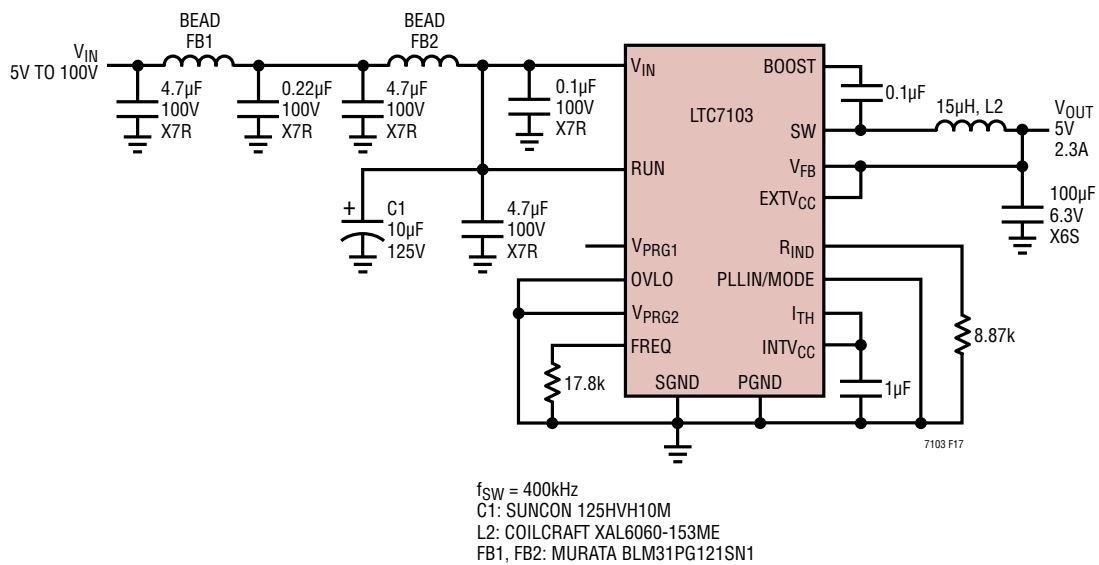 BEAD
FB1
BEAD
FB2
VIN
5V TO 100V
4.7µF
100V
X7R
0.22µF
100V
X7R
4.7µF
100V
X7R
0.1µF
100V
X7R
+
C1
10µF
125V
4.7µF
100V
X7R
VIN
RUN
VPRG1
OVLO
VPRG2
FREQ
17.8k
LTC7103
SGND
PGND
BOOST
SW
VFB
EXTVCC
RIND
PLLIN/MODE
ITH
INTVCC
0.1µF
15µH, L2
VOUT
5V
2.3A
100µF
6.3V
X6S
8.87k
1µF
7103 F17
fSW = 400kHz
C1: SUNCON 125HVH10M
L2: COILCRAFT XAL6060-153ME
FB1, FB2: MURATA BLM31PG121SN1